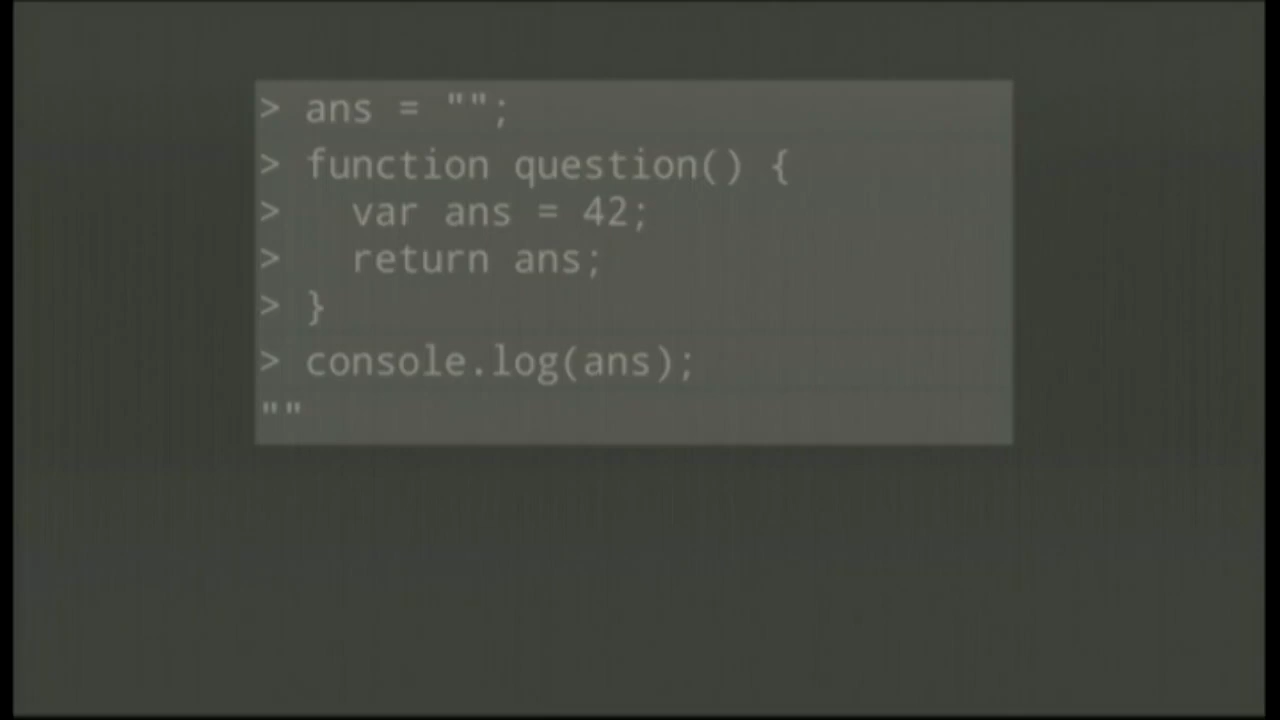 > ans = "";
> function question() {
>   var ans = 42;
>   return ans;
> }
> console.log(ans);
""